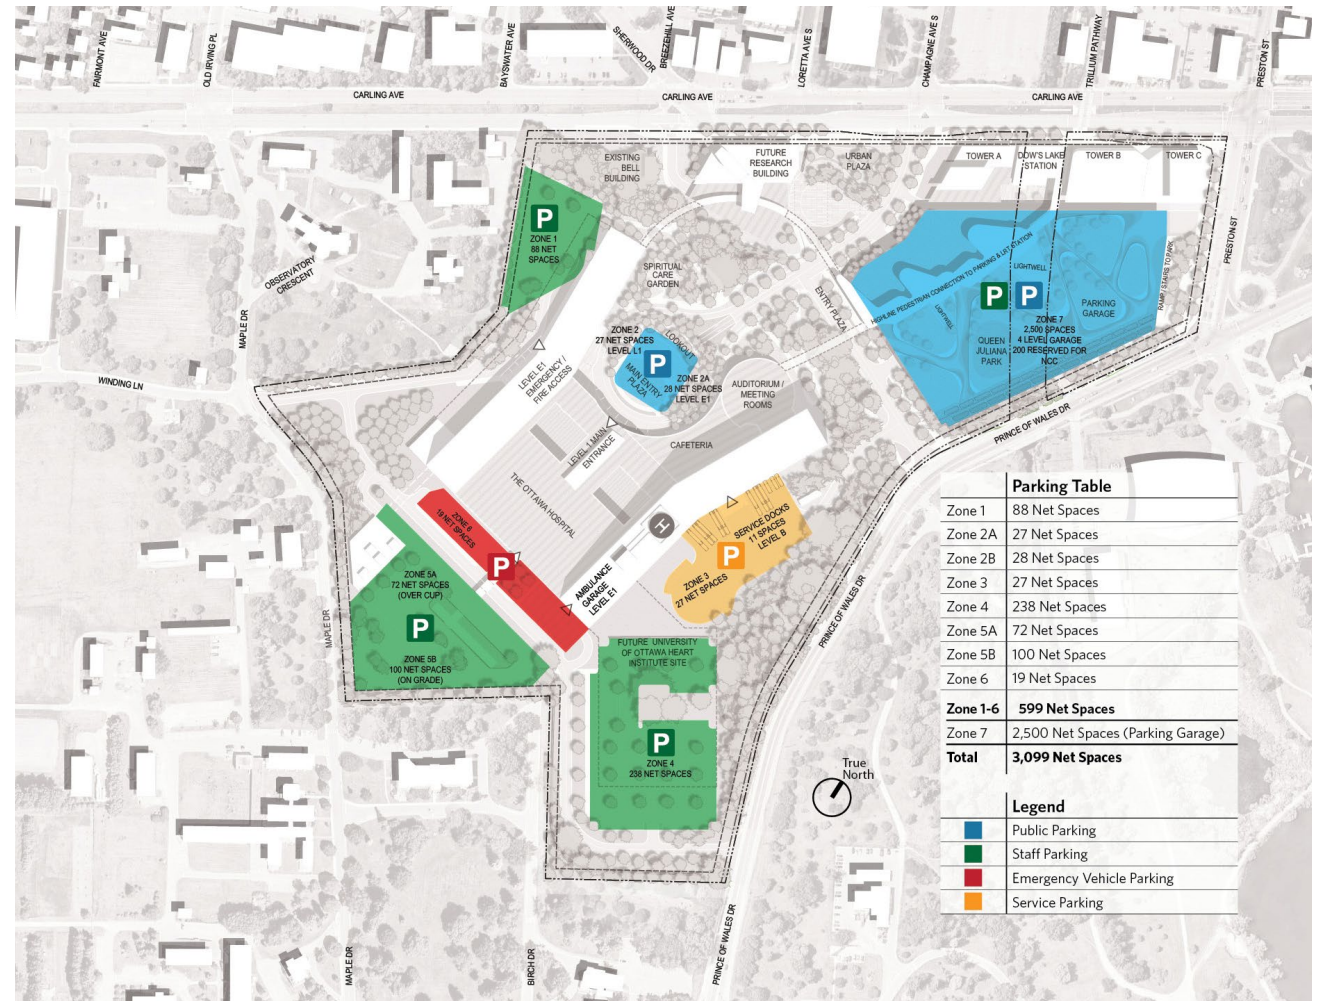 FAIRMONT AVE
OLD IRVING PL
BAYSWATER AVE
SHERWOOD DR
BREEZEHILL AVE
LORETTA AVE S
CHAMPAGNE AVE S
TRILLIUM PATHWAY
PRESTON ST
CARLING AVE
CARLING AVE
CARLING AVE
EXISTING
BELL
BUILDING
FUTURE
RESEARCH
BUILDING
URBAN
PLAZA
TOWER A
DOW'S LAKE
STATION
TOWER B
TOWER C
P
ZONE 1
88 NET
SPACES
OBSERVATORY
CRESCENT
MAPLE DR
WINDING LN
SPIRITUAL
CARE
GARDEN
ENTRY PLAZA
HIGHLINE PEDESTRIAN CONNECTION TO PARKING & LRT STATION
LIGHTWELL
LIGHTWELL
P P
PARKING
GARAGE
RAMP / STAIRS TO PARK
PRESTON ST
QUEEN
JULIANA
PARK
ZONE 7
2,500 SPACES
4 LEVEL GARAGE
200 RESERVED FOR
NCC
ZONE 2
27 NET SPACES
LEVEL L1
LOOKOUT
P
MAIN ENTRY
PLAZA
ZONE 2A
28 NET SPACES
LEVEL E1
AUDITORIUM /
MEETING
ROOMS
LEVEL E1
EMERGENCY /
FIRE ACCESS
LEVEL 1 MAIN
ENTRANCE
CAFETERIA
PRINCE OF WALES DR
THE OTTAWA HOSPITAL
ZONE 6
19 NET SPACES
P
H
SERVICE DOCKS
11 SPACES
LEVEL B
P
ZONE 3
27 NET SPACES
AMBULANCE
GARAGE
LEVEL E1
ZONE 5A
72 NET SPACES
(OVER CUP)
P
ZONE 5B
100 NET SPACES
(ON GRADE)
MAPLE DR
PRINCE OF WALES DR
FUTURE UNIVERSITY
OF OTTAWA HEART
INSTITUTE SITE
P
ZONE 4
238 NET SPACES
True
North
MAPLE DR
BIRCH DR
PRINCE OF WALES DR
Parking Table
Zone 1 88 Net Spaces
Zone 2A 27 Net Spaces
Zone 2B 28 Net Spaces
Zone 3 27 Net Spaces
Zone 4 238 Net Spaces
Zone 5A 72 Net Spaces
Zone 5B 100 Net Spaces
Zone 6 19 Net Spaces
Zone 1-6 599 Net Spaces
Zone 7 2,500 Net Spaces (Parking Garage)
Total 3,099 Net Spaces
Legend
Public Parking
Staff Parking
Emergency Vehicle Parking
Service Parking